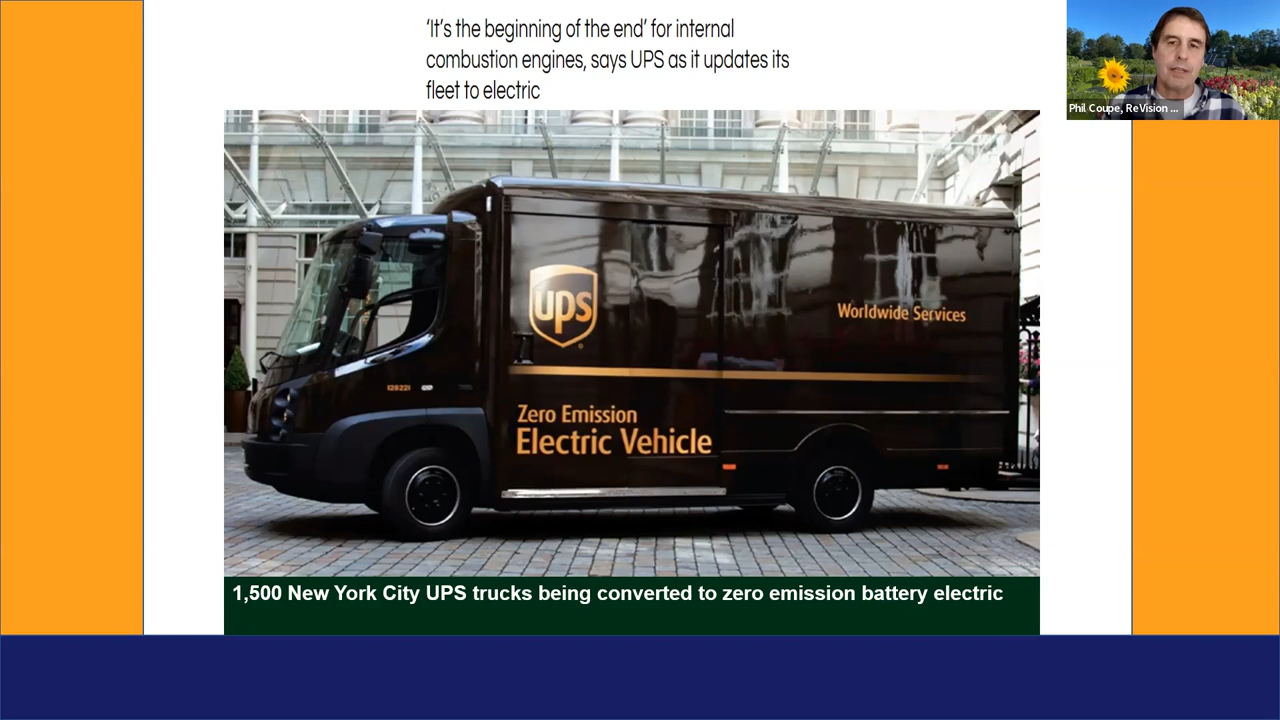 ‘It’s the beginning of the end’ for internal
combustion engines, says UPS as it updates its
fleet to electric
Phil Coupe, ReVision ...
ups
Worldwide Services
128221
Zero Emission
Electric Vehicle
1,500 New York City UPS trucks being converted to zero emission battery electric